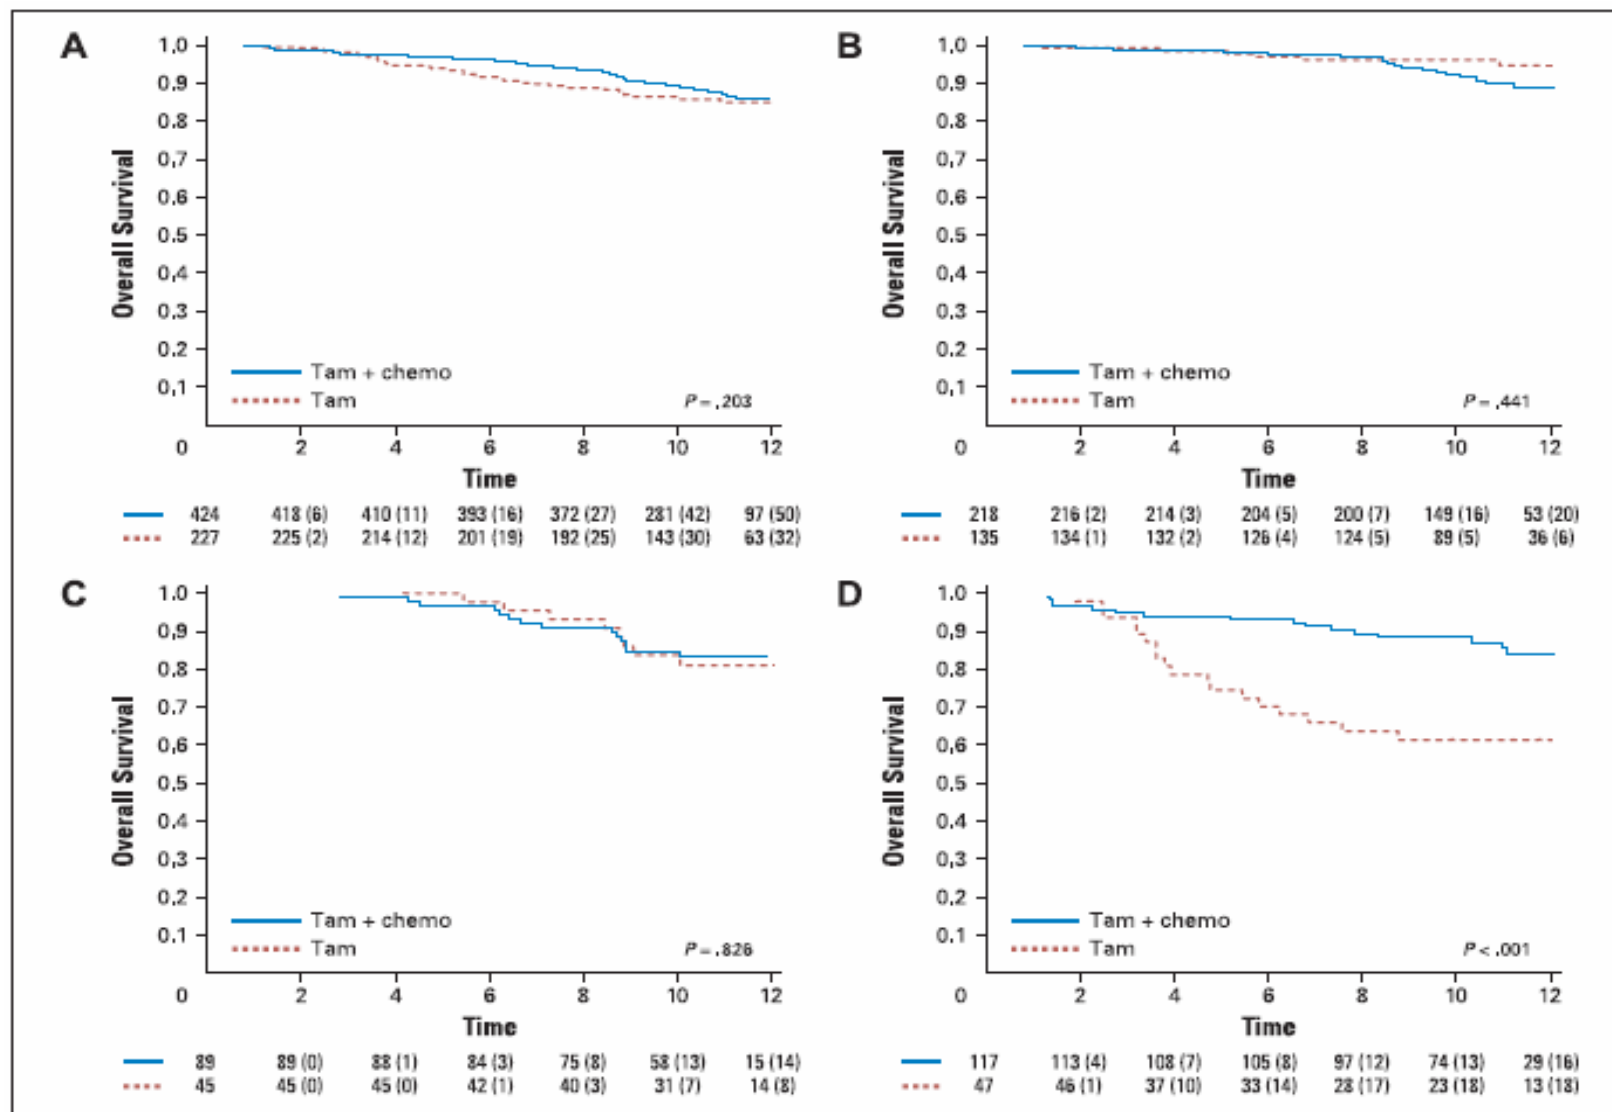 A
1.0
0.9
0.8
0.7
0.6
0.5
0.4
0.3
0.2
0.1
0
Overall Survival
Tam + chemo
Tam
P = .203
2 4 6 8 10 12
Time
424 418 (6) 410 (11) 393 (16) 372 (27) 281 (42) 97 (50)
227 225 (2) 214 (12) 201 (19) 192 (25) 143 (30) 63 (32)
B
1.0
0.9
0.8
0.7
0.6
0.5
0.4
0.3
0.2
0.1
0
Overall Survival
Tam + chemo
Tam
P = .441
2 4 6 8 10 12
Time
218 216 (2) 214 (3) 204 (5) 200 (7) 149 (16) 53 (20)
135 134 (1) 132 (2) 126 (4) 124 (5) 89 (5) 36 (6)
C
1.0
0.9
0.8
0.7
0.6
0.5
0.4
0.3
0.2
0.1
0
Overall Survival
Tam + chemo
Tam
P = .826
2 4 6 8 10 12
Time
89 89 (0) 88 (1) 84 (3) 75 (8) 58 (13) 15 (14)
45 45 (0) 45 (0) 42 (1) 40 (3) 31 (7) 14 (8)
D
1.0
0.9
0.8
0.7
0.6
0.5
0.4
0.3
0.2
0.1
0
Overall Survival
Tam + chemo
Tam
P < .001
2 4 6 8 10 12
Time
117 113 (4) 108 (7) 105 (8) 97 (12) 74 (13) 29 (16)
47 46 (1) 37 (10) 33 (14) 28 (17) 23 (18) 13 (18)